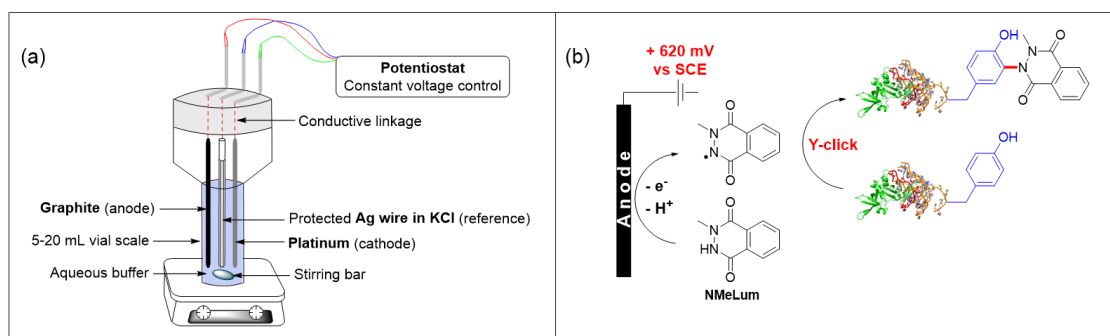 (a)
Potentiostat
Constant voltage control
Conductive linkage
Graphite (anode)
Protected Ag wire in KCl (reference)
5-20 mL vial scale
Platinum (cathode)
Aqueous buffer
Stirring bar
(b)
+ 620 mV
vs SCE
Anode
- e-
- H+
N
N
O
O
HN
N
O
O
NMeLum
Y-click
OH
N
N
O
O
OH